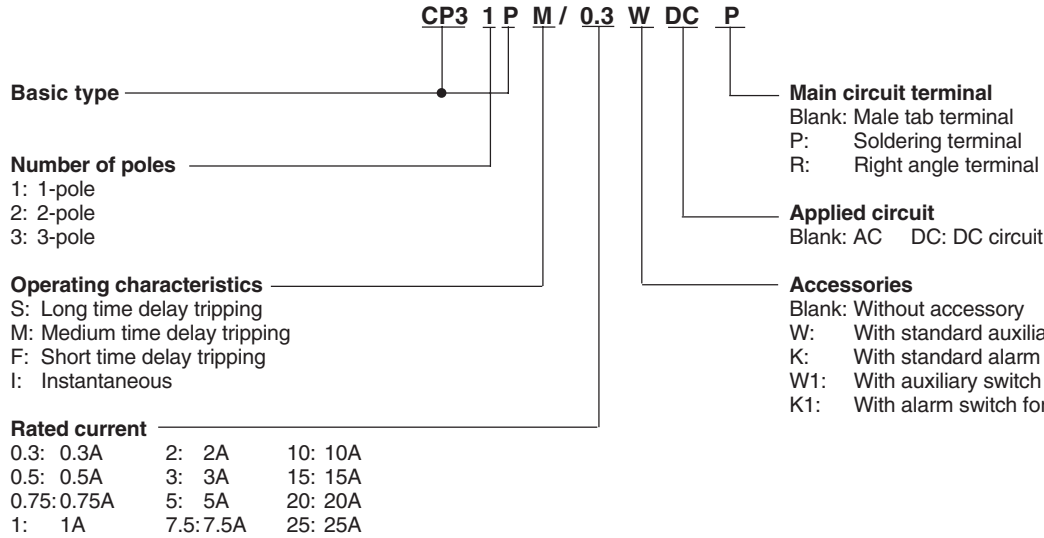 CP3 1 P M / 0.3 W DC P
Basic type
Number of poles
1: 1-pole
2: 2-pole
3: 3-pole
Operating characteristics
S: Long time delay tripping
M: Medium time delay tripping
F: Short time delay tripping
I: Instantaneous
Rated current
0.3: 0.3A 2: 2A 10: 10A
0.5: 0.5A 3: 3A 15: 15A
0.75: 0.75A 5: 5A 20: 20A
1: 1A 7.5: 7.5A 25: 25A
Main circuit terminal
Blank: Male tab terminal
P: Soldering terminal
R: Right angle terminal
Applied circuit
Blank: AC DC: DC circuit
Accessories
Blank: Without accessory
W: With standard
K: With standard alarm
W1: With auxiliary switch
K1: With alarm switch